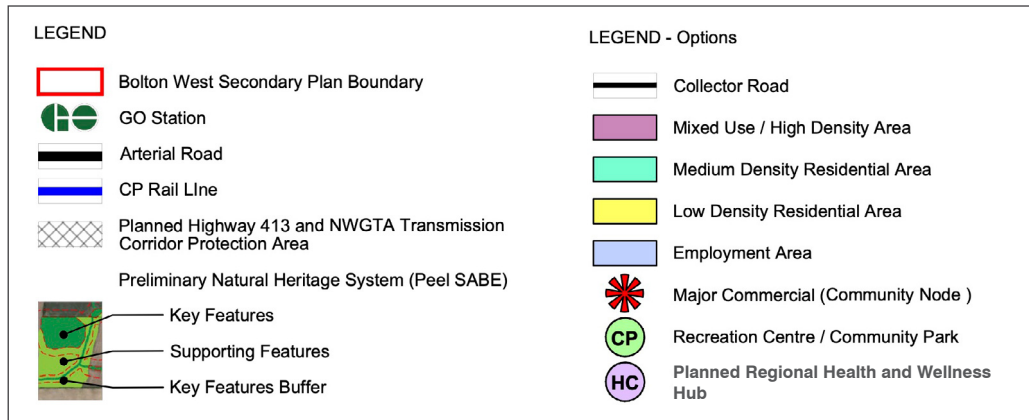 LEGEND
Bolton West Secondary Plan Boundary
GO Station
Arterial Road
CP Rail LIne
Planned Highway 413 and NWGTA Transmission
Corridor Protection Area
Preliminary Natural Heritage System (Peel SABE)
Key Features
Supporting Features
Key Features Buffer
LEGEND - Options
Collector Road
Mixed Use / High Density Area
Medium Density Residential Area
Low Density Residential Area
Employment Area
Major Commercial (Community Node )
CP
Recreation Centre / Community Park
HC
Planned Regional Health and Wellness
Hub